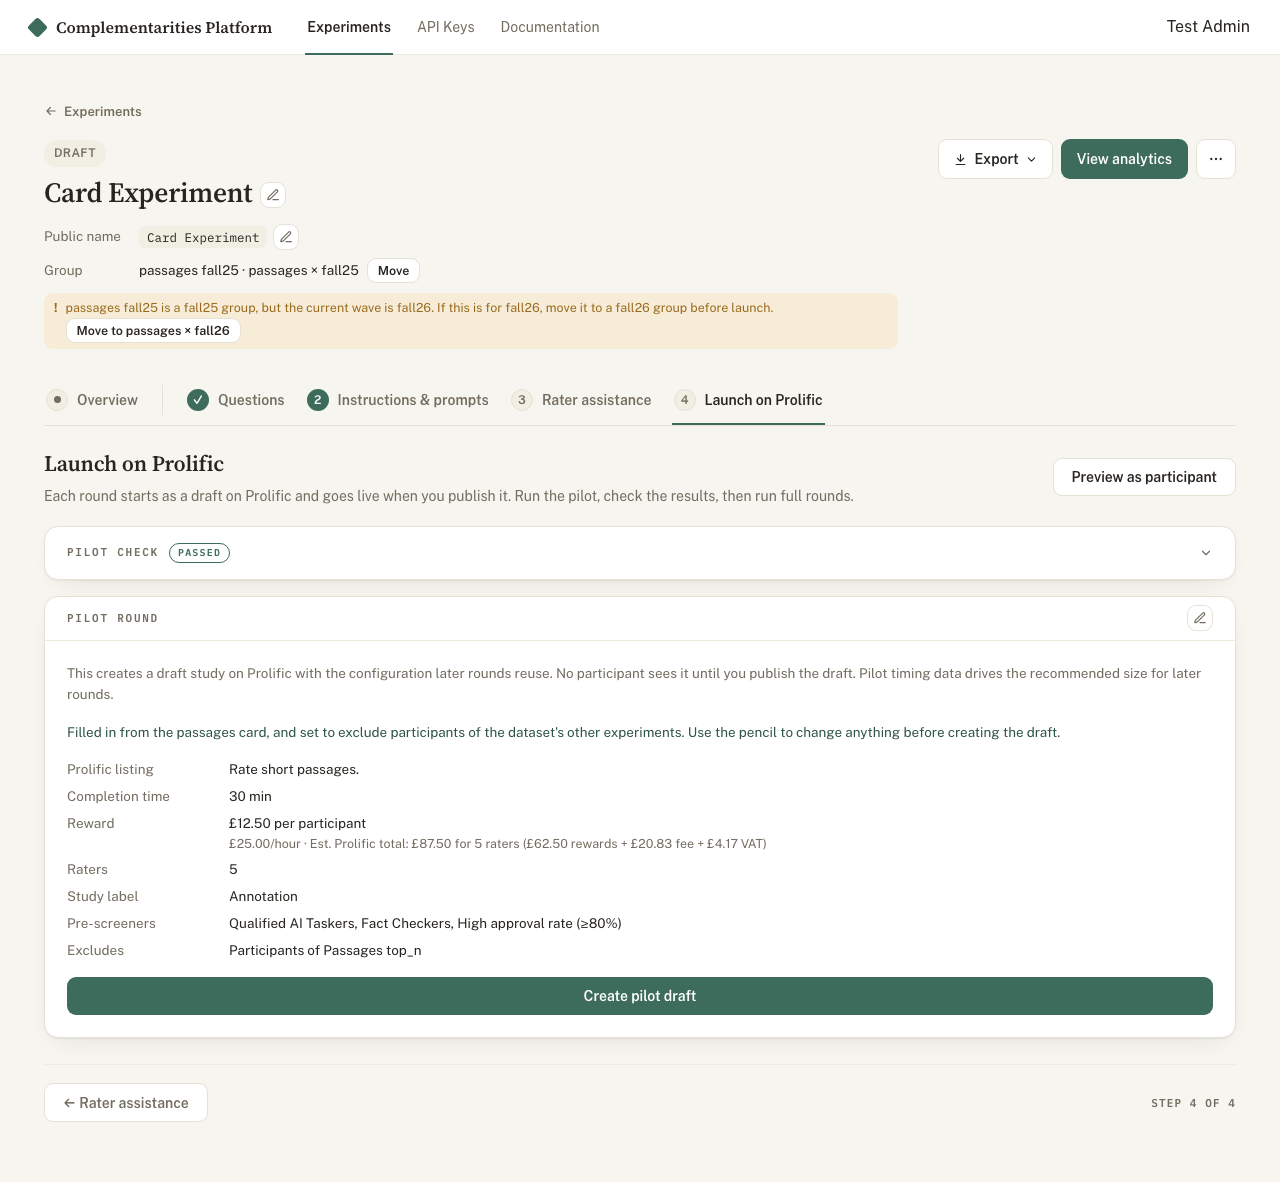 Complementarities Platform
Experiments
API Keys
Documentation
Test Admin
← Experiments
DRAFT
Export
View analytics
...
Card Experiment
Public name
Card Experiment
Group
passages fall25 · passages × fall25
Move
! passages fall25 is a fall25 group, but the current wave is fall26. If this is for fall26, move it to a fall26 group before launch.
Move to passages × fall26
Overview
Questions
2 Instructions & prompts
3 Rater assistance
4 Launch on Prolific
Launch on Prolific
Each round starts as a draft on Prolific and goes live when you publish it. Run the pilot, check the results, then run full rounds.
Preview as participant
PILOT CHECK
PASSED
PILOT ROUND
This creates a draft study on Prolific with the configuration later rounds reuse. No participant sees it until you publish the draft. Pilot timing data drives the recommended size for later
rounds.
Filled in from the passages card, and set to exclude participants of the dataset's other experiments. Use the pencil to change anything before creating the draft.
Prolific listing
Rate short passages.
Completion time
30 min
Reward
£12.50 per participant
£25.00/hour · Est. Prolific total: £87.50 for 5 raters (£62.50 rewards + £20.83 fee + £4.17 VAT)
Raters
5
Study label
Annotation
Pre-screeners
Qualified AI Taskers, Fact Checkers, High approval rate (≥80%)
Excludes
Participants of Passages top_n
Create pilot draft
← Rater assistance
STEP 4 OF 4